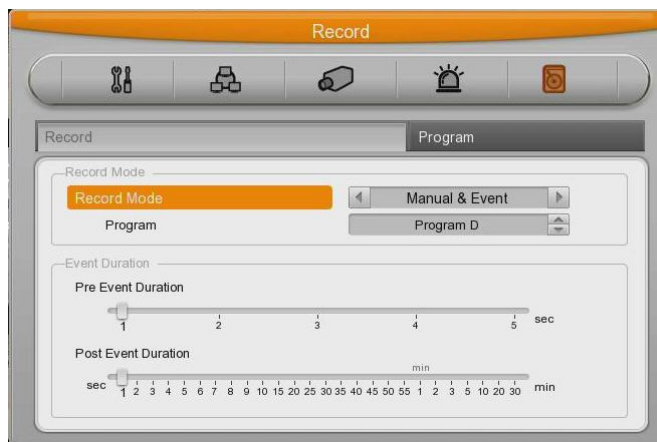 Record
Record Program
Record Mode
Record Mode Manual & Event
Program Program D
Event Duration
Pre Event Duration
1 2 3 4 5 sec
Post Event Duration
min
sec 1 2 3 4 5 6 7 8 9 10 15 20 25 30 35 40 45 50 55 1 2 3 5 10 20 30 min